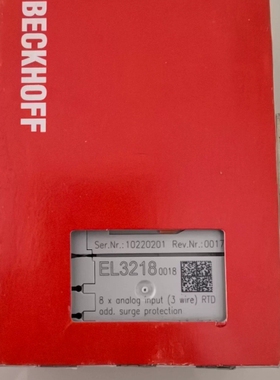 BECKHOFF
Ser.Nr.: 10220201 Rev.Nr.: 0017
EL3218 0018
8 x analog input (3 wire) RTD
add. surge protection